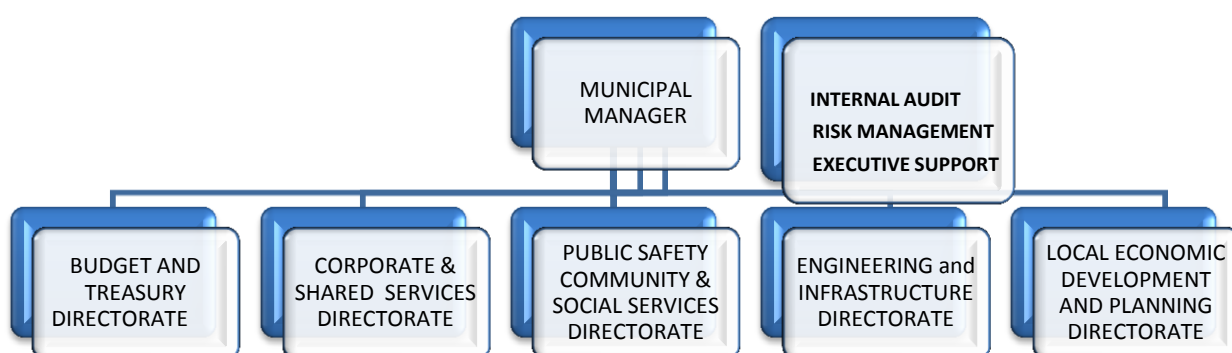 MUNICIPAL
MANAGER
INTERNAL AUDIT
RISK MANAGEMENT
EXECUTIVE SUPPORT
BUDGET AND
TREASURY
DIRECTORATE
CORPORATE &
SHARED SERVICES
DIRECTORATE
PUBLIC SAFETY
COMMUNITY &
SOCIAL SERVICES
DIRECTORATE
ENGINEERING and
INFRASTRUCTURE
DIRECTORATE
LOCAL ECONOMIC
DEVELOPMENT
AND PLANNING
DIRECTORATE